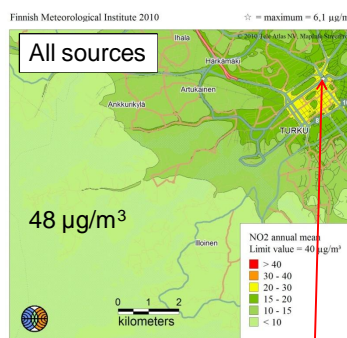 Finnish Meteorological Institute 2010
☆ = maximum = 6,1 µg/m
All sources
Ihala
Härkämäki
Artukainen
Ankkunkylä
TURKU
48 µg/m³
Iloinen
NO2 annual mean
Limit value = 40 µg/m³
> 40
30 - 40
20 - 30
15 - 20
10 - 15
< 10
0 1 2
kilometers